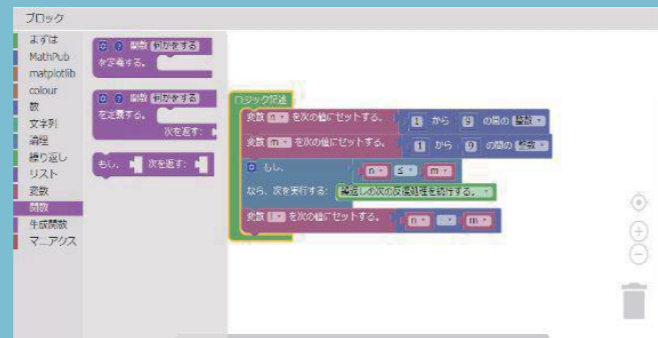 ブロック
まずは
MathPub
matplotlib
colour
数
文字列
論理
繰り返し
リスト
変数
関数
生成関数
マニアクス
関数 何かをする
を定義する。
関数 何かをする
を定義する。
次を返す:
もし、 次を返す:
ロジック記述
変数 n を次の値にセットする。 1 から 9 の間の 整数
変数 m を次の値にセットする。 1 から 9 の間の 整数
もし、 n ≤ m
なら、次を実行する: 繰返しの次の反復処理を続行する。
変数 を次の値にセットする。 n - m